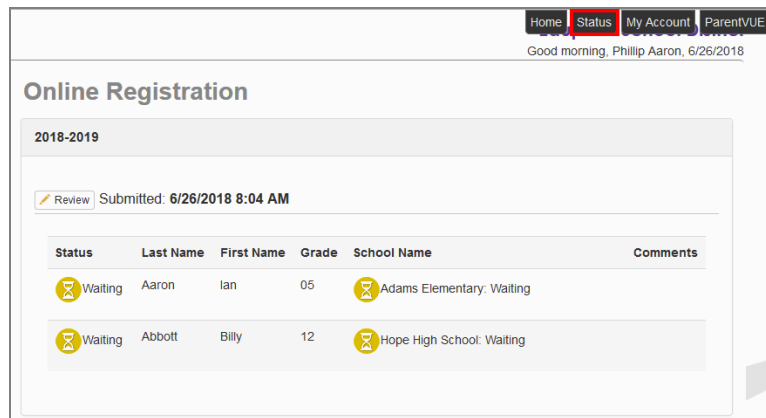 Home Status My Account ParentVUE
Good morning, Phillip Aaron, 6/26/2018
Online Registration
2018-2019
Review Submitted: 6/26/2018 8:04 AM
Status Last Name First Name Grade School Name Comments
Waiting Aaron Ian 05 Adams Elementary: Waiting
Waiting Abbott Billy 12 Hope High School: Waiting